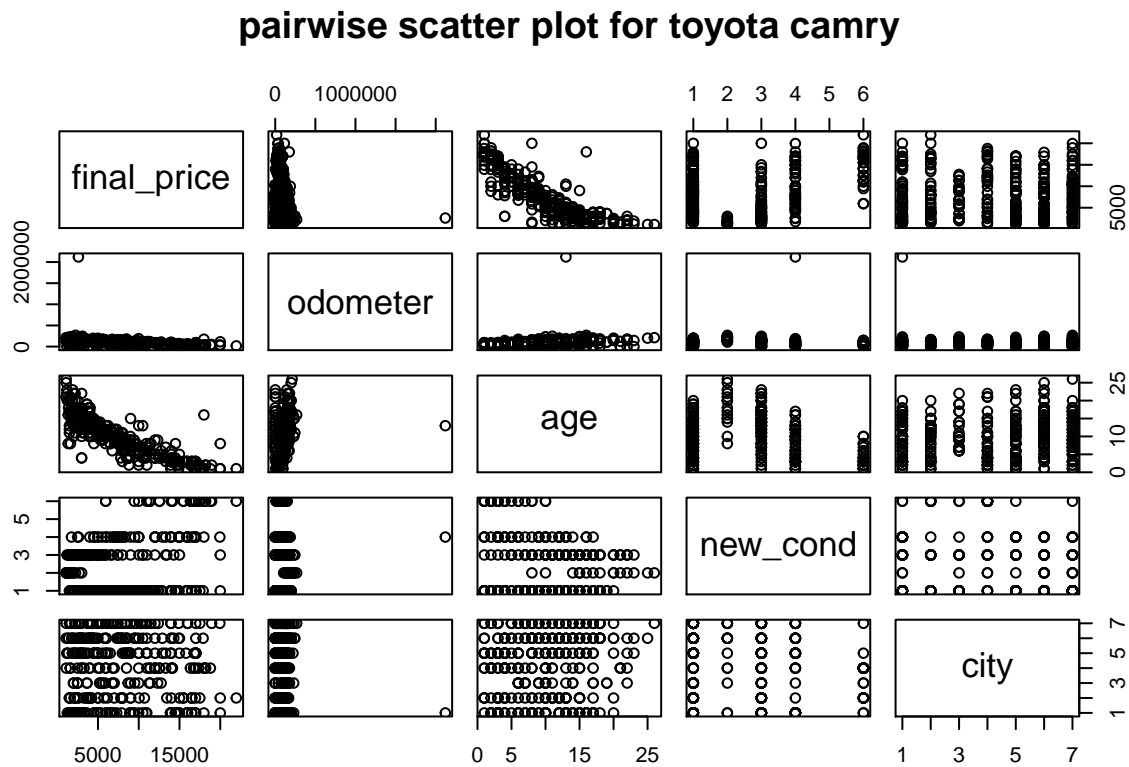 pairwise scatter plot for toyota camry
0 1000000
1 2 3 4 5 6
final_price
5000
0 2000000
odometer
age
0 10 25
1 3 5
new_cond
city
1 3 5 7
5000 15000
0 5 15 25
1 3 5 7